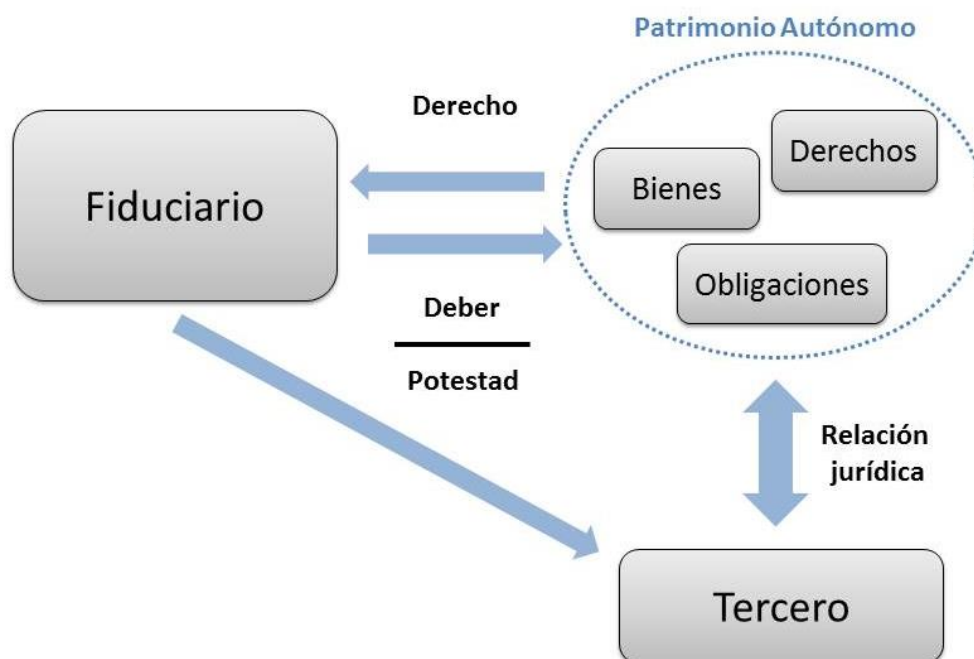 Patrimonio Autónomo
Derecho
Derechos
Bienes
Fiduciario
Obligaciones
Deber
Potestad
Relación
jurídica
Tercero